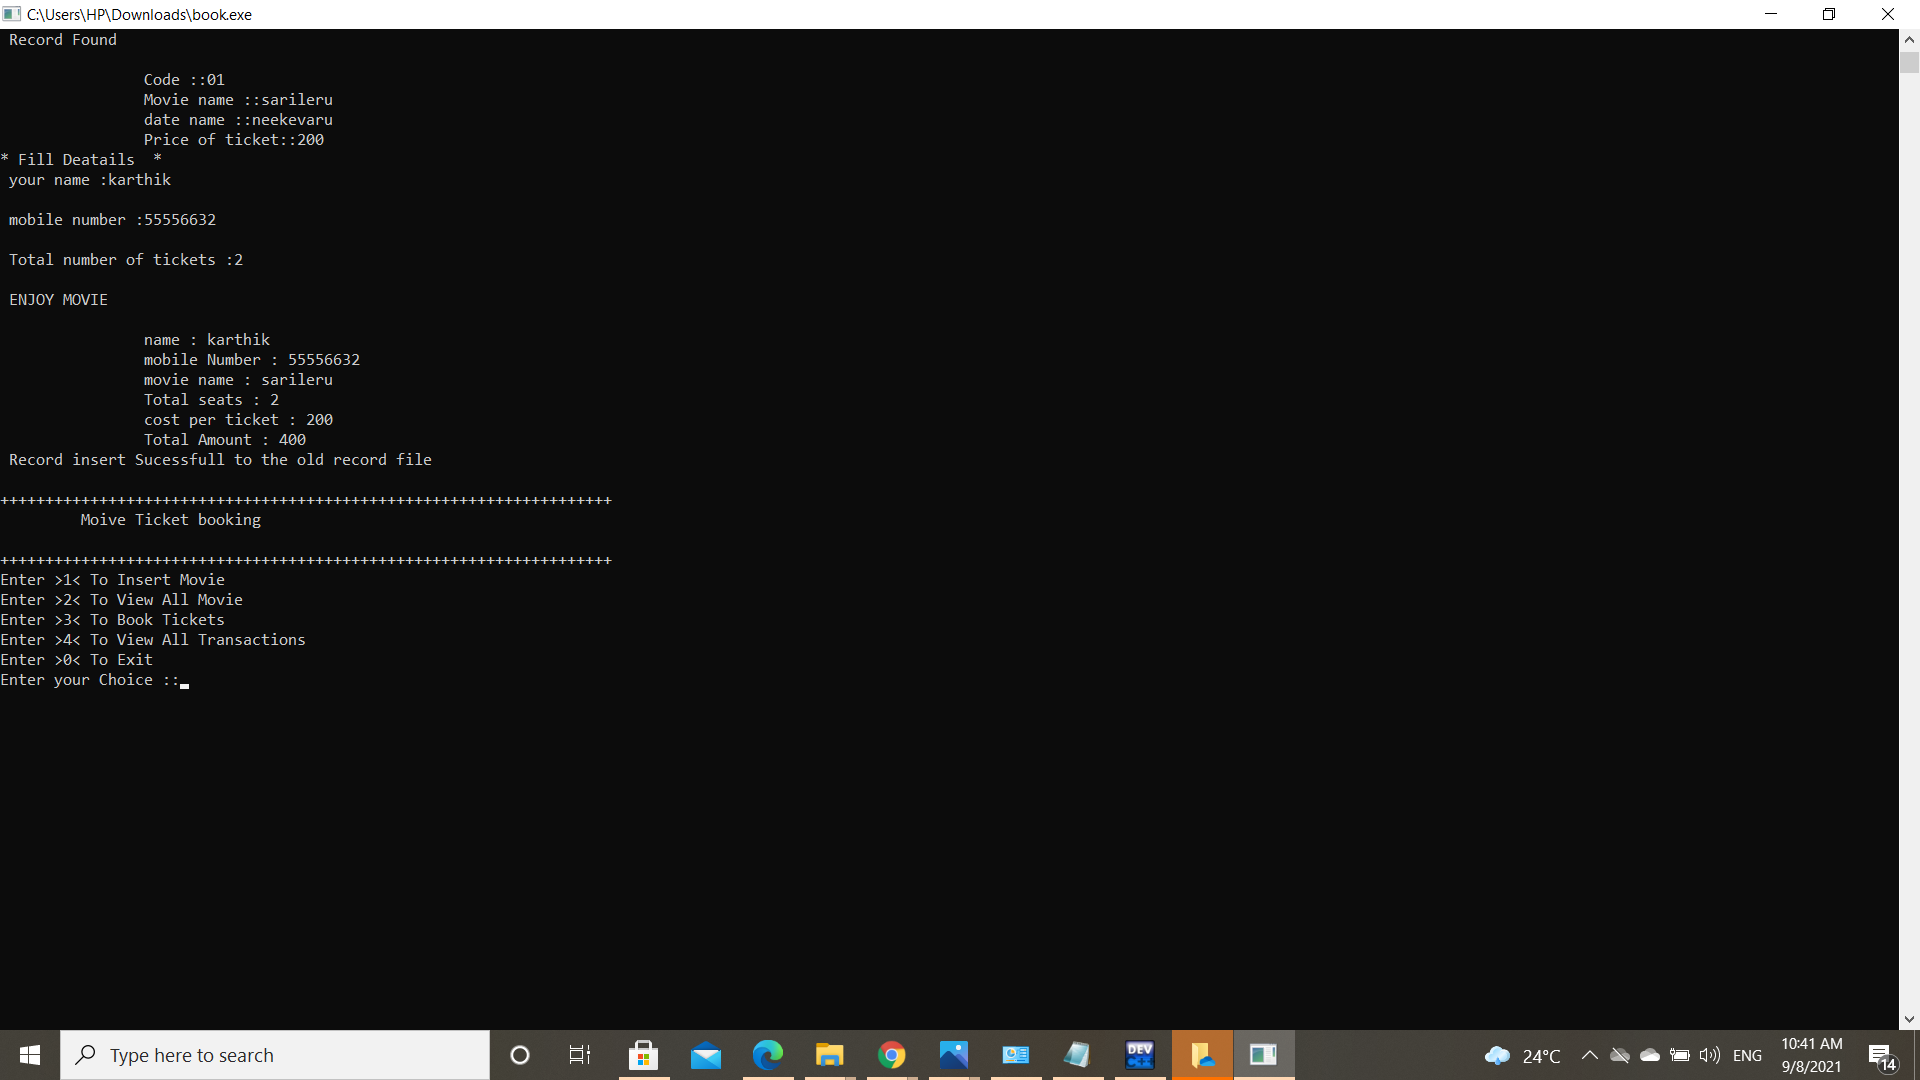 C:\Users\HP\Downloads\book.exe
Record Found
Code ::01
Movie name ::sarileru
date name ::neekevaru
Price of ticket::200
* Fill Deatails  *
your name :karthik
mobile number :55556632
Total number of tickets :2
ENJOY MOVIE
name : karthik
mobile Number : 55556632
movie name : sarileru
Total seats : 2
cost per ticket : 200
Total Amount : 400
Record insert Sucessfull to the old record file
++++++++++++++++++++++++++++++++++++++++++++++++++++++++++++++++++++
Moive Ticket booking
++++++++++++++++++++++++++++++++++++++++++++++++++++++++++++++++++++
Enter >1< To Insert Movie
Enter >2< To View All Movie
Enter >3< To Book Tickets
Enter >4< To View All Transactions
Enter >0< To Exit
Enter your Choice ::
Type here to search
DEV C++
24°C
ENG
10:41 AM
9/8/2021
14